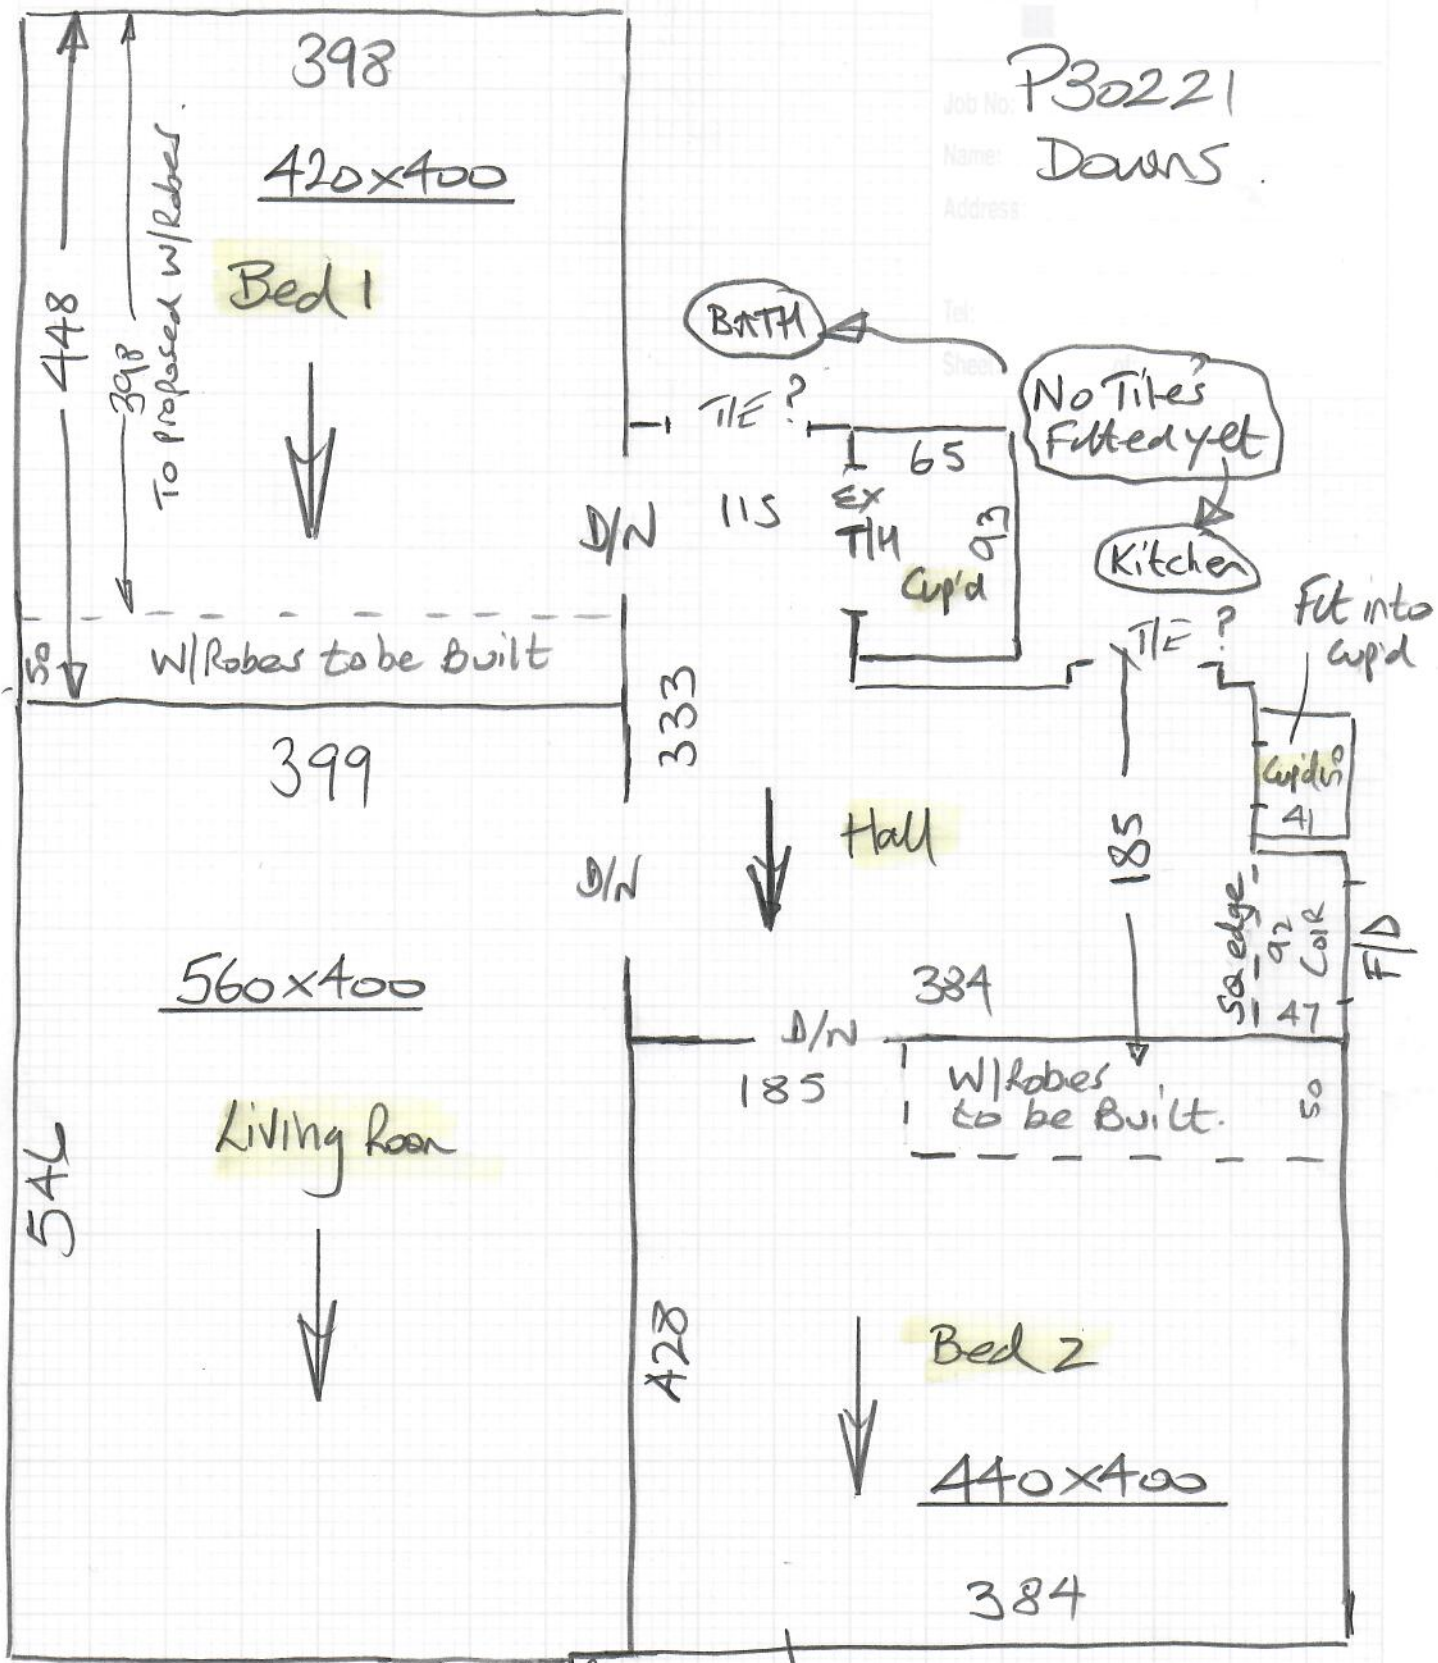 P30221
Job No:
Name:
Downs.
Address
Tel:
Sheet
398
420x400
Bed 1
448
398
To proposed W/Robes.
50
W/Robes to be Built
BATH
No Tiles
Fitted yet
T/E ?
65
115
EX
T/H
93
Cup'd
D/N
Kitchen
T/E ?
Fit into
Cup'd
333
399
Cup'd 50
41
Hall
185
D/N
Sq edge
92
COIR
47
F/D
560x400
384
D/N
185
W/Robes
to be Built.
50
Living Room
546
428
Bed 2
440x400
384